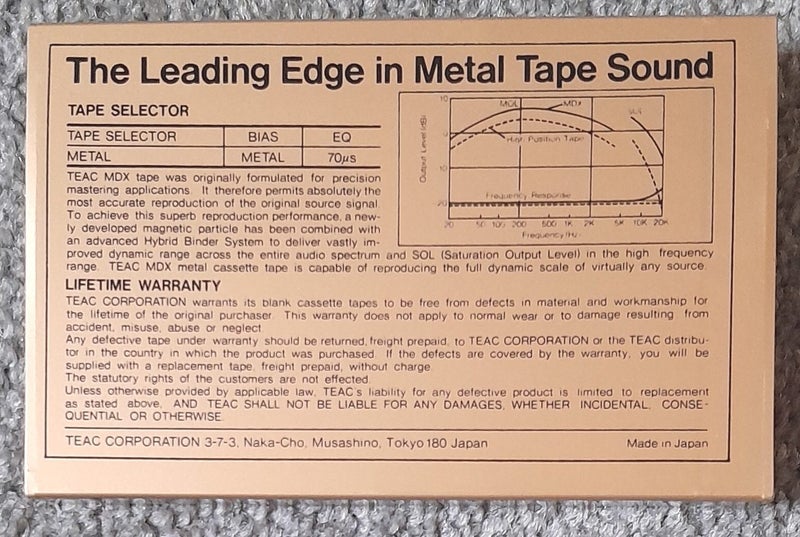 The Leading Edge in Metal Tape Sound
TAPE SELECTOR
TAPE SELECTOR BIAS EQ
METAL METAL 70µs
TEAC MDX tape was originally formulated for precision
mastering applications. It therefore permits absolutely the
most accurate reproduction of the original source signal.
To achieve this superb reproduction performance, a new-
ly developed magnetic particle has been combined with
an advanced Hybrid Binder System to deliver vastly im-
proved dynamic range across the entire audio spectrum and SOL (Saturation Output Level) in the high frequency
range. TEAC MDX metal cassette tape is capable of reproducing the full dynamic scale of virtually any source.
Output Level (dB)
10
0
10
20
MOL
MDX
SOL
High Position Tape
Frequency Response
20 50 100 200 500 1K 2K 5K 10K 20K
Frequency (Hz)
LIFETIME WARRANTY
TEAC CORPORATION warrants its blank cassette tapes to be free from defects in material and workmanship for
the lifetime of the original purchaser. This warranty does not apply to normal wear or to damage resulting from
accident, misuse, abuse or neglect.
Any defective tape under warranty should be returned, freight prepaid, to TEAC CORPORATION or the TEAC distribu-
tor in the country in which the product was purchased. If the defects are covered by the warranty, you will be
supplied with a replacement tape, freight prepaid, without charge.
The statutory rights of the customers are not effected.
Unless otherwise provided by applicable law, TEAC's liability for any defective product is limited to replacement
as stated above, AND TEAC SHALL NOT BE LIABLE FOR ANY DAMAGES, WHETHER INCIDENTAL, CONSE-
QUENTIAL OR OTHERWISE.
TEAC CORPORATION 3-7-3, Naka-Cho, Musashino, Tokyo 180 Japan Made in Japan